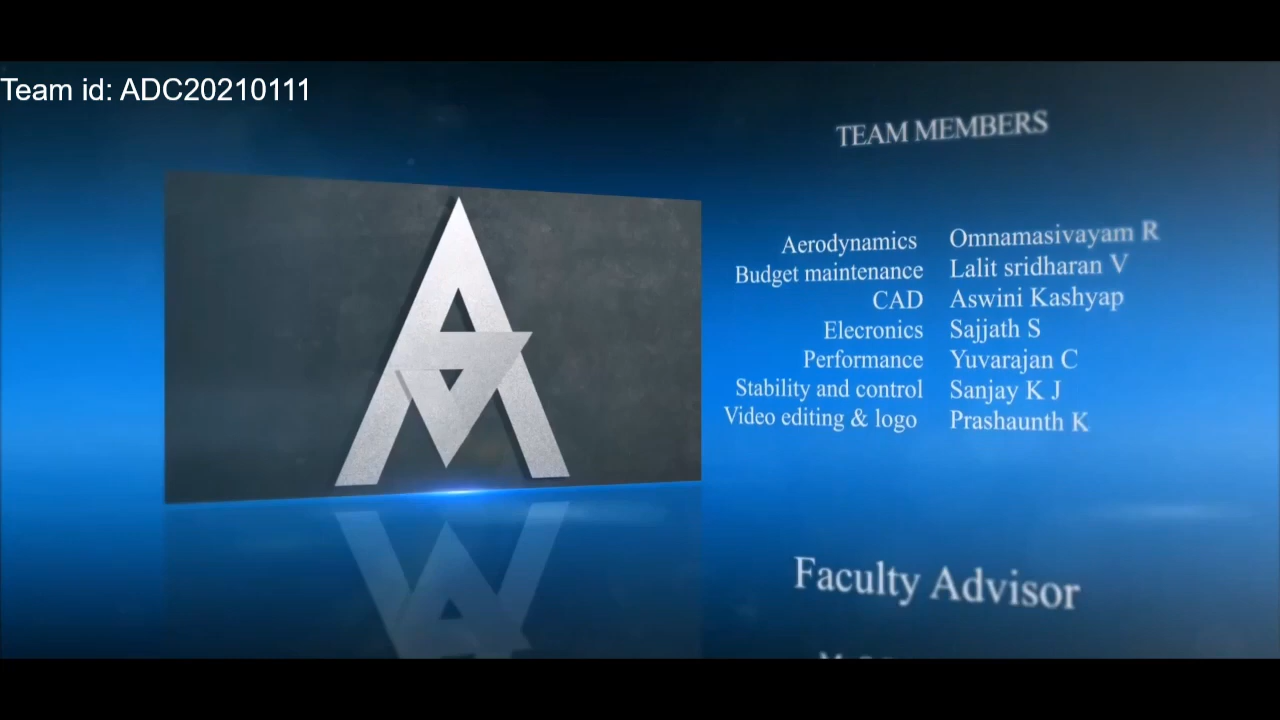 Team id: ADC20210111
TEAM MEMBERS
Aerodynamics Omnamasivayam R
Budget maintenance Lalit sridharan V
CAD Aswini Kashyap
Elecronics Sajjath S
Performance Yuvarajan C
Stability and control Sanjay K J
Video editing & logo Prashaunth K
Faculty Advisor